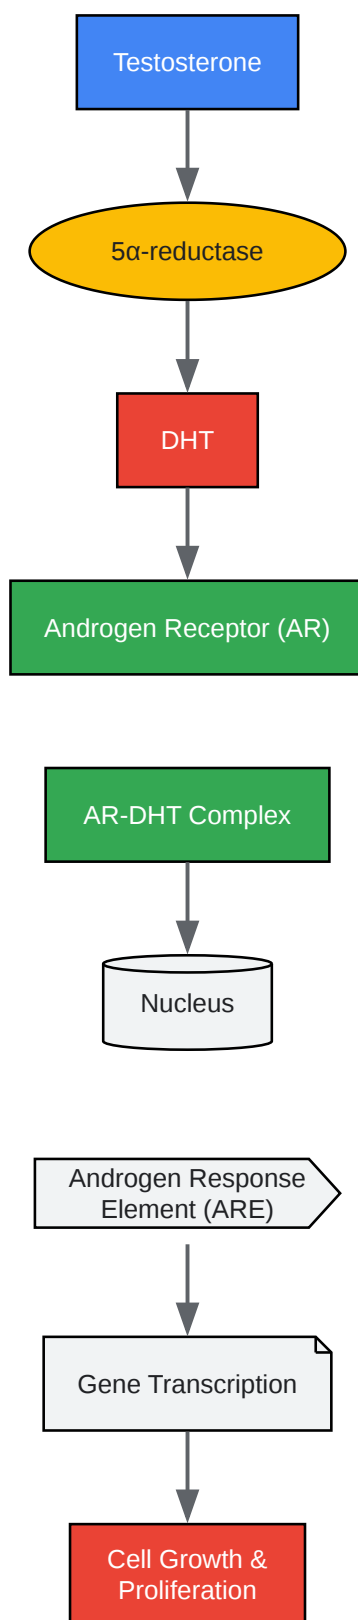 Testosterone
5α-reductase
DHT
Androgen Receptor (AR)
AR-DHT Complex
Nucleus
Androgen Response
Element (ARE)
Gene Transcription
Cell Growth &
Proliferation